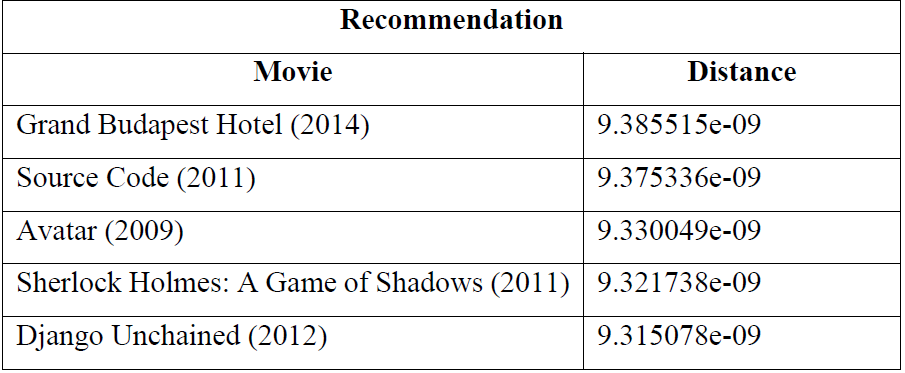 Recommendation
Movie Distance
Grand Budapest Hotel (2014) 9.385515e-09
Source Code (2011) 9.375336e-09
Avatar (2009) 9.330049e-09
Sherlock Holmes: A Game of Shadows (2011) 9.321738e-09
Django Unchained (2012) 9.315078e-09